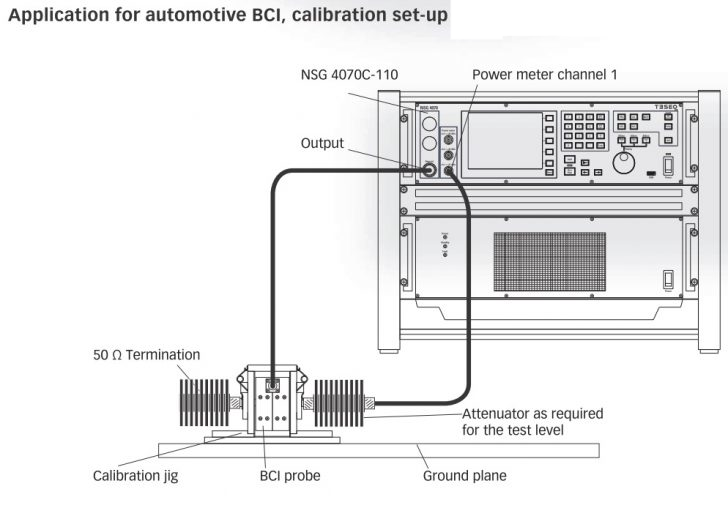 Application for automotive BCI, calibration set-up
NSG 4070C-110
Power meter channel 1
NSG 4070
TESEQ
Output
50 Ω Termination
Attenuator as required
for the test level
Calibration jig
BCI probe
Ground plane